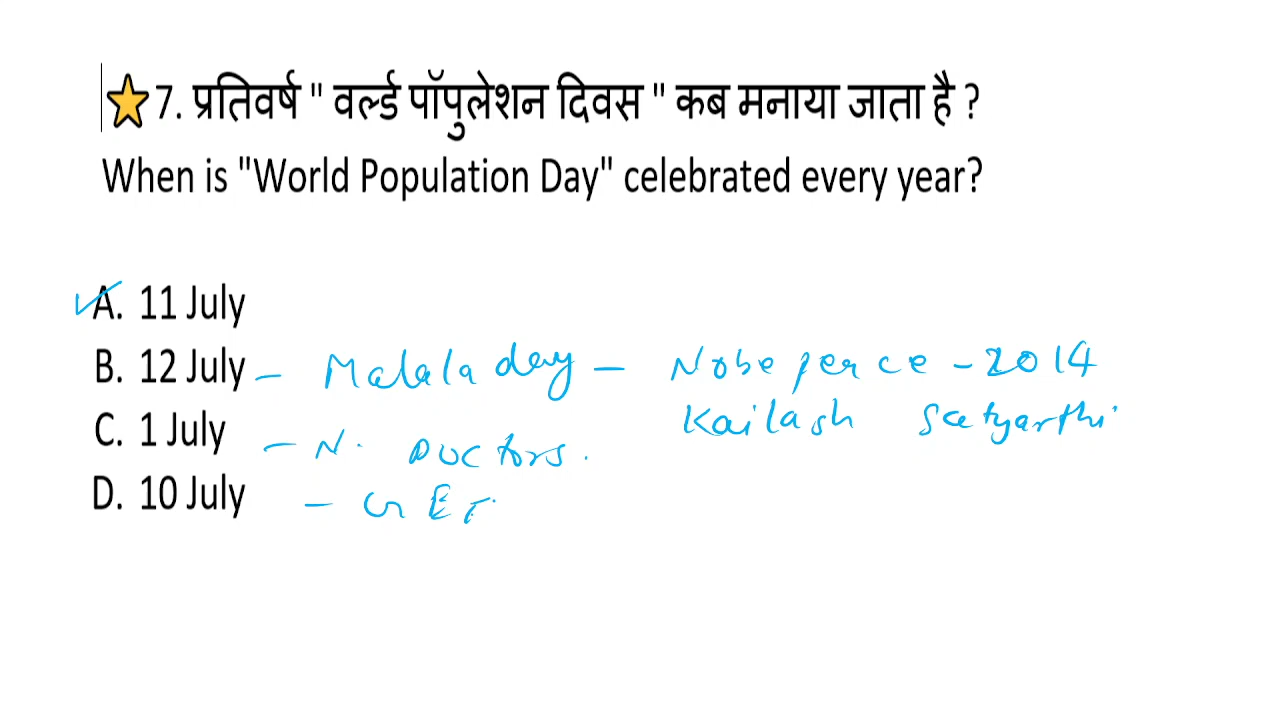 ⭐7. प्रतिवर्ष " वर्ल्ड पॉपुलेशन दिवस " कब मनाया जाता है ?
When is "World Population Day" celebrated every year?
A. 11 July
B. 12 July - Malala day - Nobe peace - 2014
Kailash Satyarthi
C. 1 July - N. Doctors.
D. 10 July -